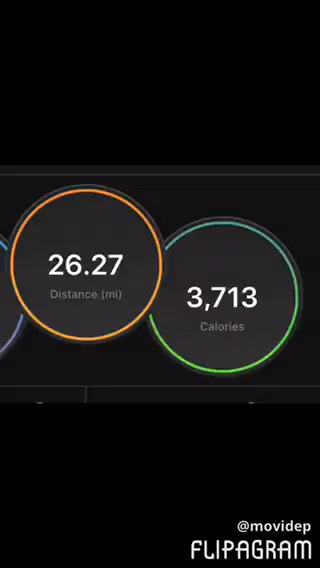 26.27
Distance (mi)
3,713
Calories
@movidep
FLIPAGRAM